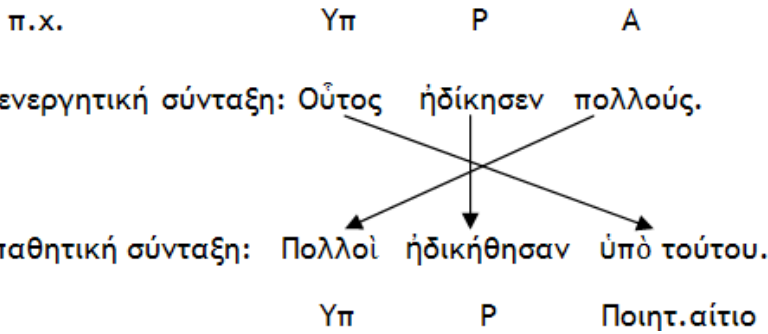 π.χ. Υπ Ρ Α
ενεργητική σύνταξη: Οὗτος ἠδίκησεν πολλούς.
παθητική σύνταξη: Πολλοὶ ἠδικήθησαν ὑπὸ τούτου.
Υπ Ρ Ποιητ.αίτιο